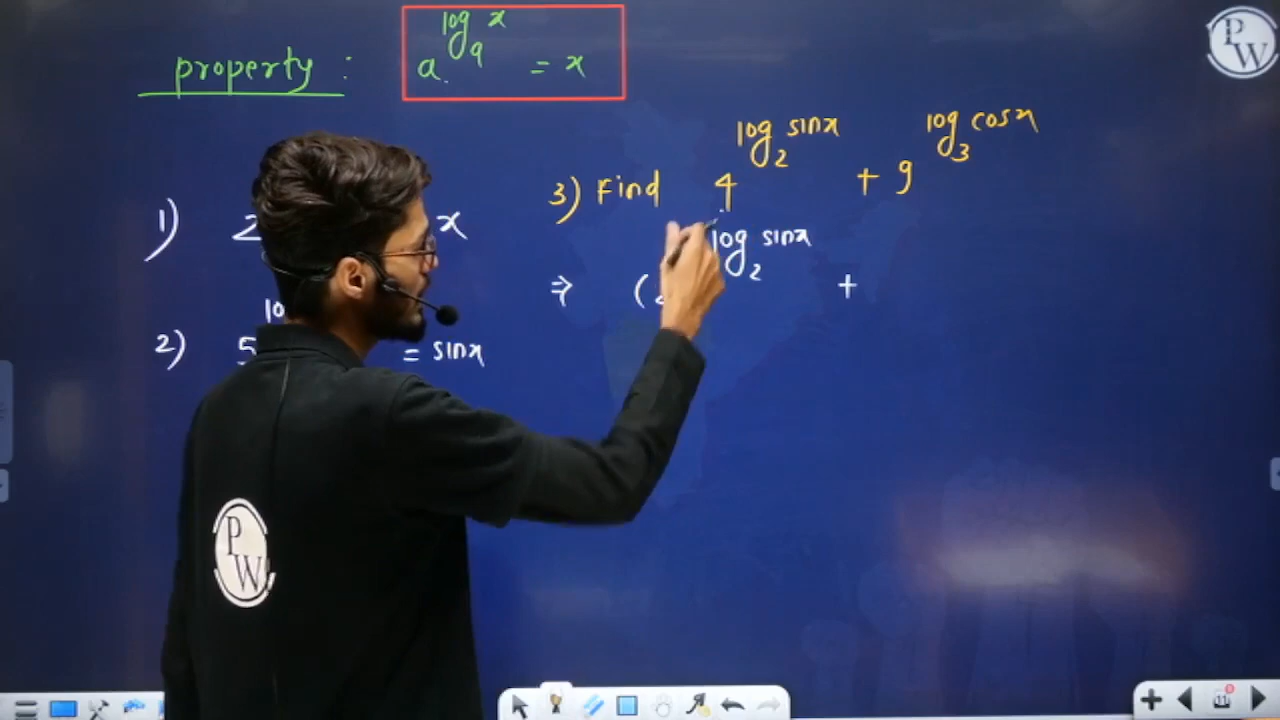 property : a^log_a x = x
PW
1) 2 x
3) Find 4^log_2 sinx + 9^log_3 cosx
⇒ ( log_2 sinx +
2) 5 = sinx
PW
11